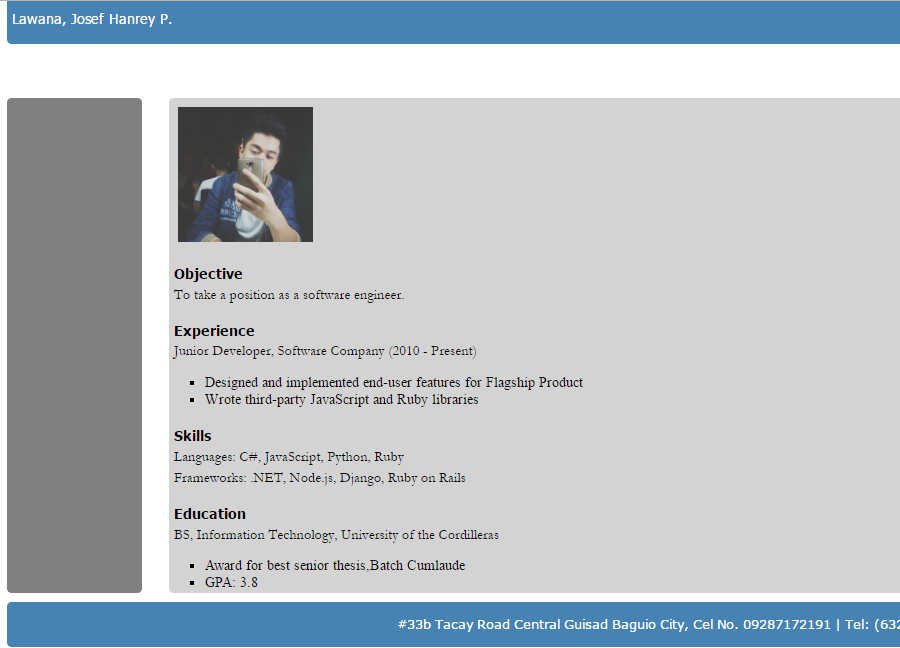 Lawana, Josef Hanrey P.
Objective
To take a position as a software engineer.
Experience
Junior Developer, Software Company (2010 - Present)
Designed and implemented end-user features for Flagship Product
Wrote third-party JavaScript and Ruby libraries
Skills
Languages: C#, JavaScript, Python, Ruby
Frameworks: .NET, Node.js, Django, Ruby on Rails
Education
BS, Information Technology, University of the Cordilleras
Award for best senior thesis,Batch Cumlaude
GPA: 3.8
#33b Tacay Road Central Guisad Baguio City, Cel No. 09287172191 | Tel: (632